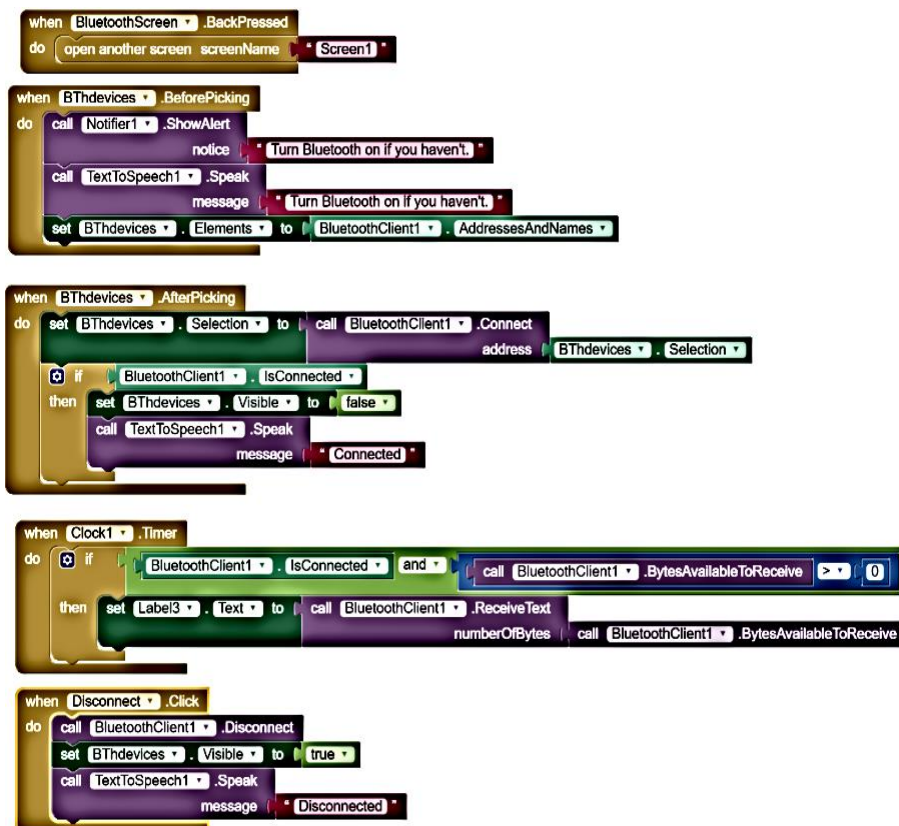 when BluetoothScreen .BackPressed
do open another screen screenName " Screen1 "
when BThdevices .BeforePicking
do call Notifier1 .ShowAlert
notice " Turn Bluetooth on if you haven't. "
call TextToSpeech1 .Speak
message " Turn Bluetooth on if you haven't. "
set BThdevices . Elements to BluetoothClient1 . AddressesAndNames
when BThdevices .AfterPicking
do set BThdevices . Selection to call BluetoothClient1 .Connect
address BThdevices . Selection
if BluetoothClient1 . IsConnected
then set BThdevices . Visible to false
call TextToSpeech1 .Speak
message " Connected "
when Clock1 .Timer
do if BluetoothClient1 . IsConnected and call BluetoothClient1 .BytesAvailableToReceive > 0
then set Label3 . Text to call BluetoothClient1 .ReceiveText
numberOfBytes call BluetoothClient1 .BytesAvailableToReceive
when Disconnect .Click
do call BluetoothClient1 .Disconnect
set BThdevices . Visible to true
call TextToSpeech1 .Speak
message " Disconnected "